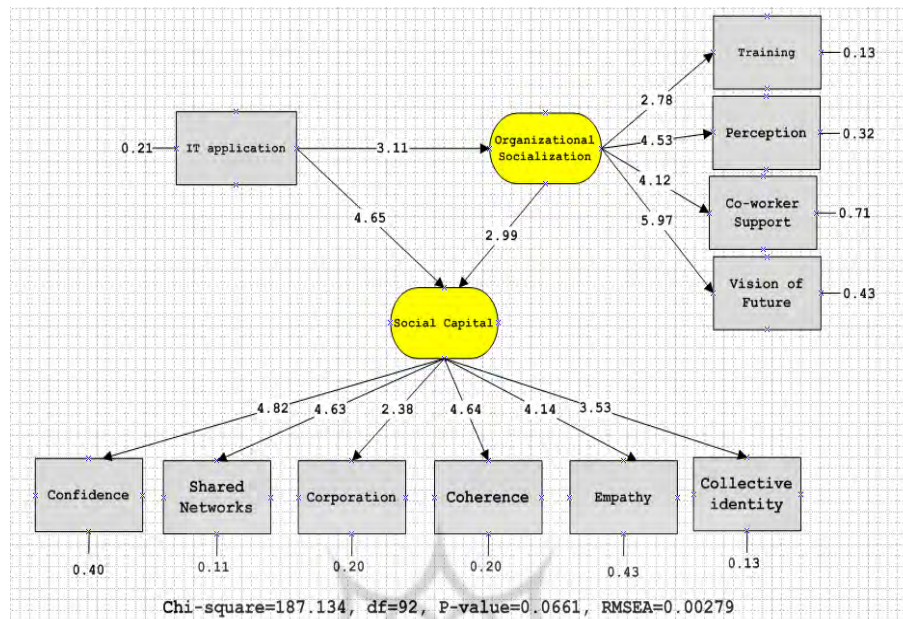 Training
0.13
2.78
0.21
IT application
3.11
Organizational
Socialization
4.53
Perception
0.32
4.12
Co-worker
Support
0.71
4.65
2.99
5.97
Vision of
Future
0.43
Social Capital
4.82
4.63
2.38
4.64
4.14
3.53
Confidence
Shared
Networks
Corporation
Coherence
Empathy
Collective
identity
0.40
0.11
0.20
0.20
0.43
0.13
Chi-square=187.134, df=92, P-value=0.0661, RMSEA=0.00279